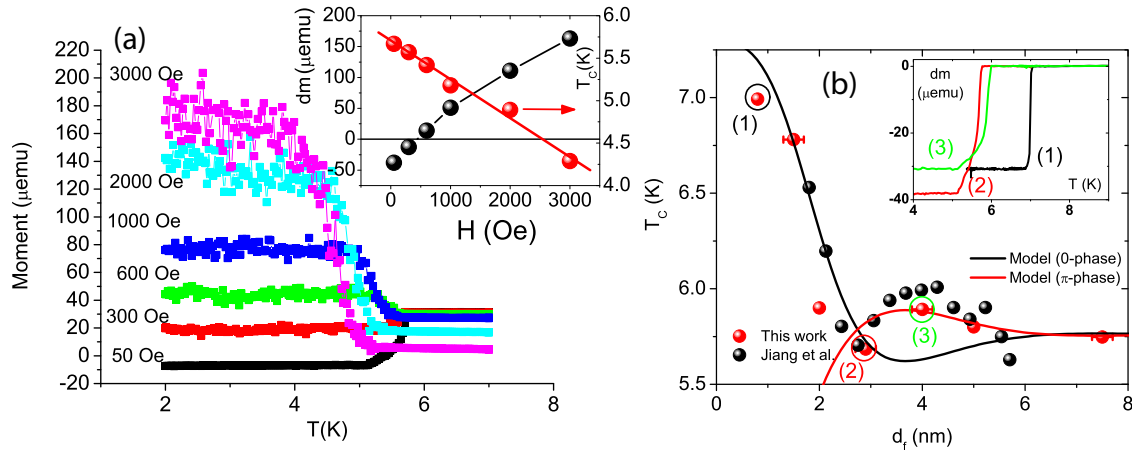 (a)
220
200
180
160
140
120
100
80
60
40
20
0
-20
Moment (μemu)
3000 Oe
2000 Oe
1000 Oe
600 Oe
300 Oe
50 Oe
2 4 6 8
T(K)
dm (μemu)
200
150
100
50
0
-50
0 1000 2000 3000
H (Oe)
6.0
5.5
5.0
4.5
4.0
T_C(K)
(b)
7.0
6.5
6.0
5.5
T_C (K)
0 2 4 6 8
d_f (nm)
(1)
(2)
(3)
This work
Jiang et al.
Model (0-phase)
Model (π-phase)
0
-20
-40
dm
(μemu)
(3)
(1)
(2)
T (K)
4 6 8